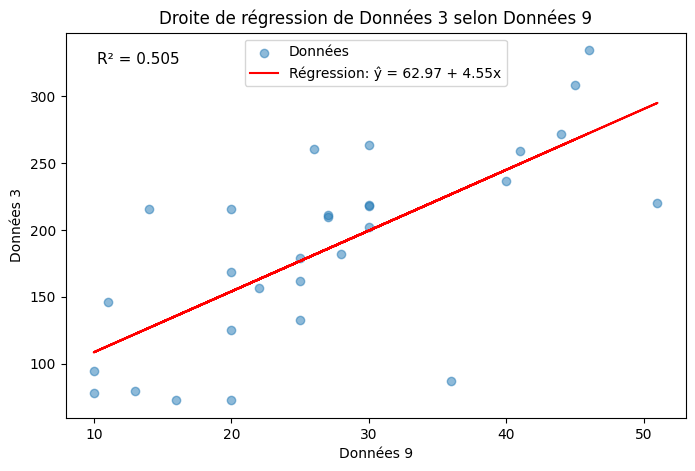 Droite de régression de Données 3 selon Données 9
R² = 0.505
Données
Régression: ŷ = 62.97 + 4.55x
Données 3
300
250
200
150
100
10 20 30 40 50
Données 9